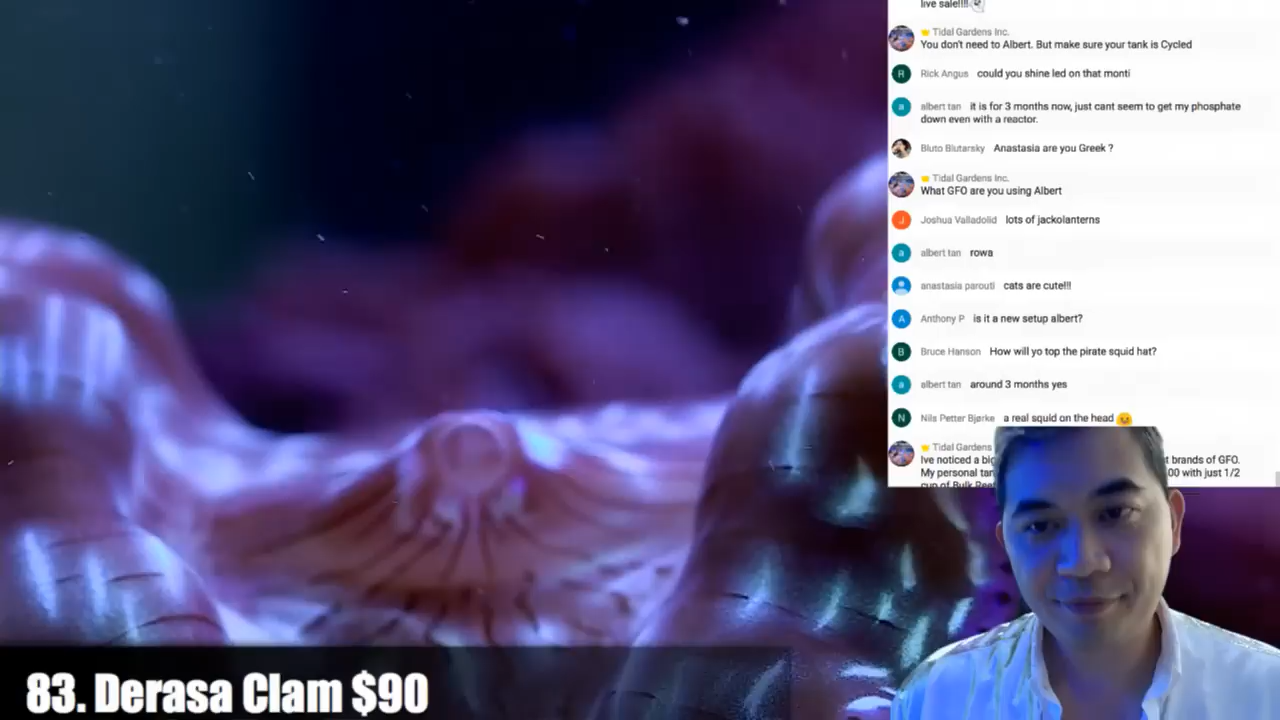 live sale!!!!
Tidal Gardens Inc.
You don't need to Albert. But make sure your tank is Cycled
Rick Angus could you shine led on that monti
albert tan it is for 3 months now, just cant seem to get my phosphate
down even with a reactor.
Bluto Blutarsky Anastasia are you Greek ?
Tidal Gardens Inc.
What GFO are you using Albert
Joshua Valladolid lots of jackolanterns
albert tan rowa
anastasia parouti cats are cute!!!
Anthony P is it a new setup albert?
Bruce Hanson How will yo top the pirate squid hat?
albert tan around 3 months yes
Nils Petter Bjørke a real squid on the head
Tidal Gardens
Ive noticed a big brands of GFO.
My personal tan 00 with just 1/2
cup of Bulk Ree
83. Derasa Clam $90